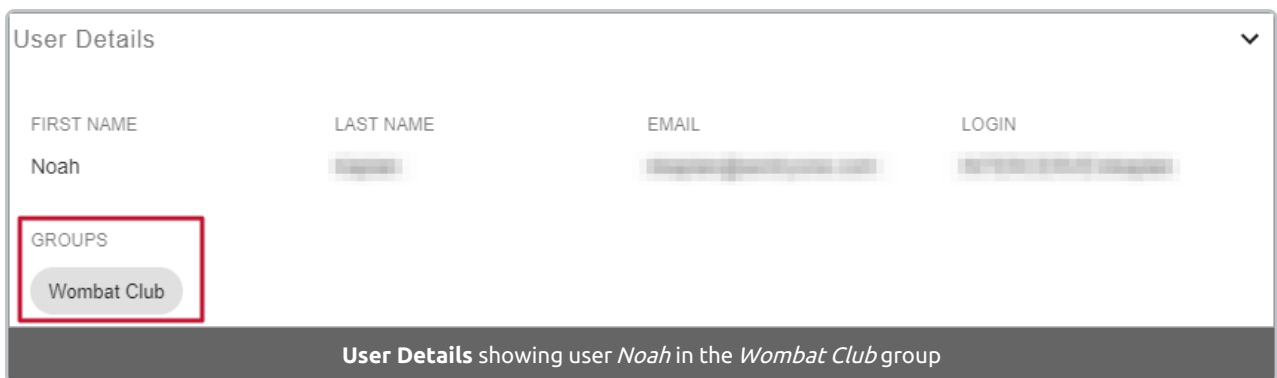 User Details
FIRST NAME LAST NAME EMAIL LOGIN
Noah
GROUPS
Wombat Club
User Details showing user Noah in the Wombat Club group